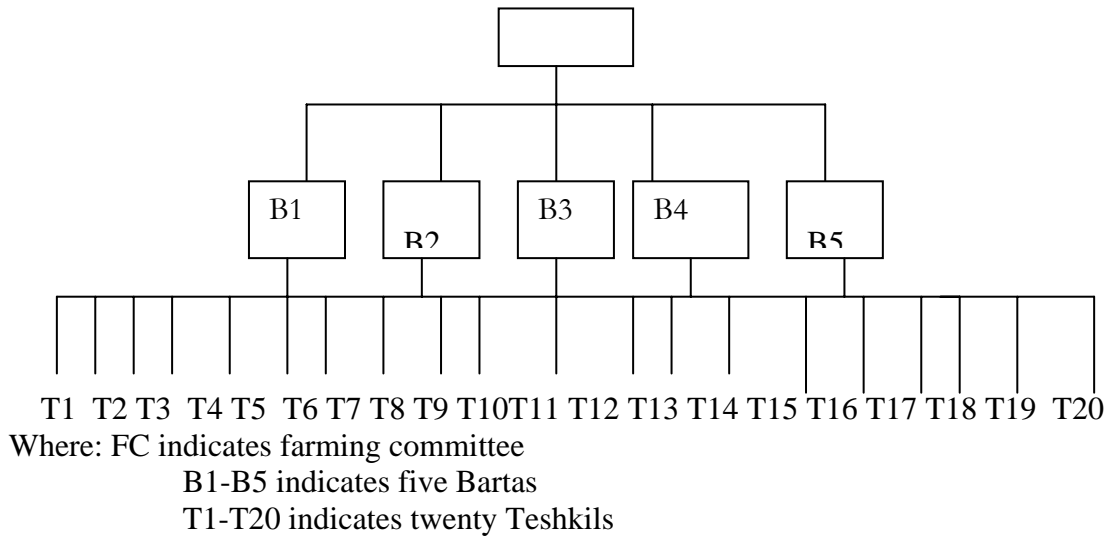 B1
B2
B3
B4
B5
T1 T2 T3 T4 T5 T6 T7 T8 T9 T10T11 T12 T13 T14 T15 T16 T17 T18 T19 T20
Where: FC indicates farming committee
B1-B5 indicates five Bartas
T1-T20 indicates twenty Teshkils